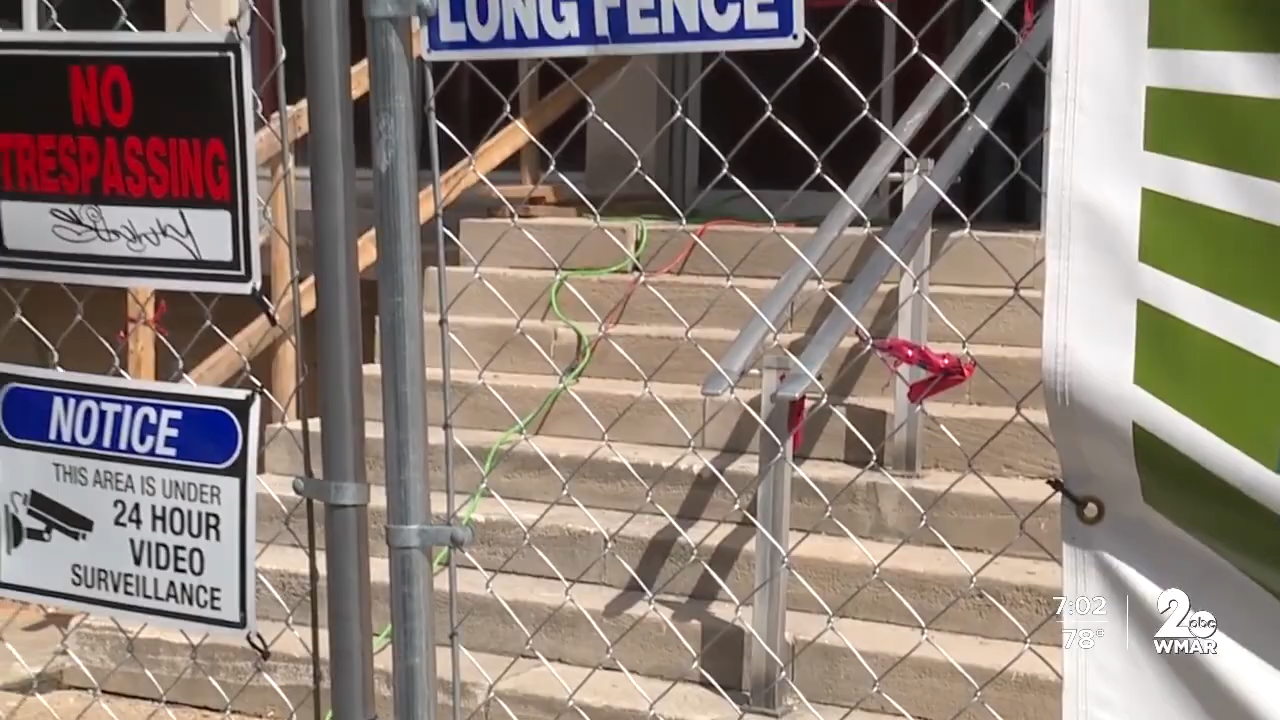 LONG FENCE
NO
TRESPASSING
NOTICE
THIS AREA IS UNDER
24 HOUR
VIDEO
SURVEILLANCE
7:02
78°
2 abc
WMAR